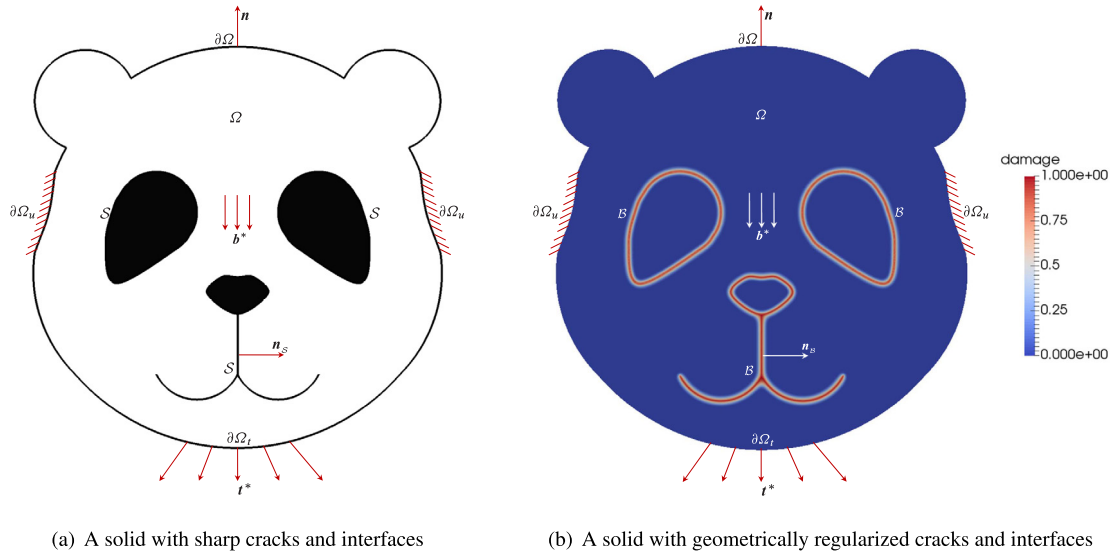 n
∂Ω
Ω
∂Ω_u
S
b*
S
∂Ω_u
n_S
S
∂Ω_t
t*
(a) A solid with sharp cracks and interfaces
n
∂Ω
Ω
∂Ω_u
B
b*
B
∂Ω_u
n_B
B
∂Ω_t
t*
damage
1.000e+00
0.75
0.5
0.25
0.000e+00
(b) A solid with geometrically regularized cracks and interfaces